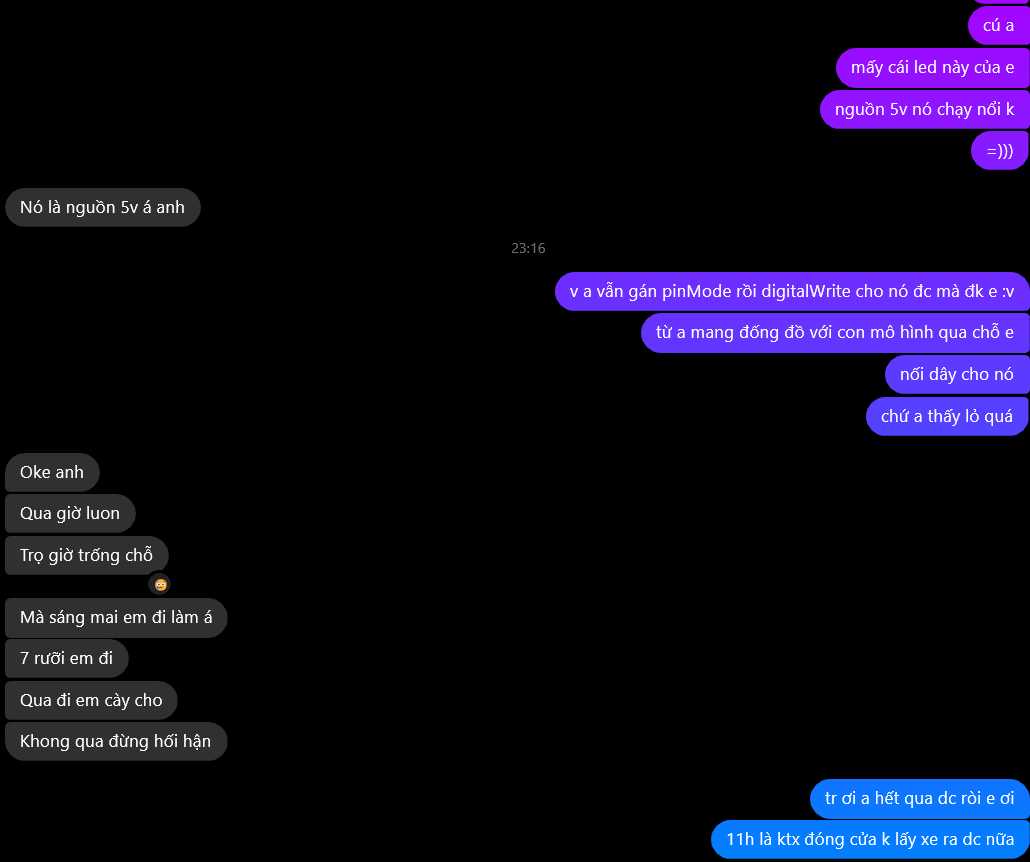 cú a
mấy cái led này của e
nguồn 5v nó chạy nổi k
=)))
Nó là nguồn 5v á anh
23:16
v a vẫn gán pinMode rồi digitalWrite cho nó đc mà đk e :v
từ a mang đống đồ với con mô hình qua chỗ e
nối dây cho nó
chứ a thấy lỏ quá
Oke anh
Qua giờ luon
Trọ giờ trống chỗ
Mà sáng mai em đi làm á
7 rưỡi em đi
Qua đi em cày cho
Khong qua đừng hối hận
tr ơi a hết qua dc ròi e ơi
11h là ktx đóng cửa k lấy xe ra dc nữa